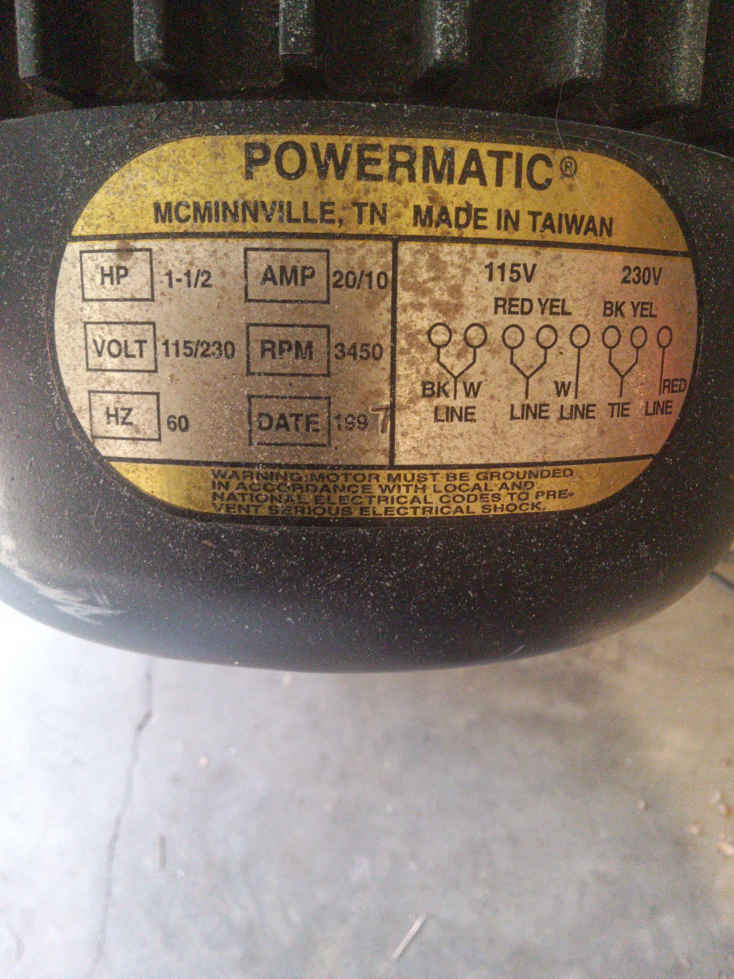 POWERMATIC®
MCMINNVILLE, TN MADE IN TAIWAN
HP 1-1/2 AMP 20/10
VOLT 115/230 RPM 3450
HZ 60 DATE 1997
115V 230V
RED YEL BK YEL
BK W W RED
LINE LINE LINE TIE LINE
WARNING:MOTOR MUST BE GROUNDED
IN ACCORDANCE WITH LOCAL AND
NATIONAL ELECTRICAL CODES TO PRE-
VENT SERIOUS ELECTRICAL SHOCK.